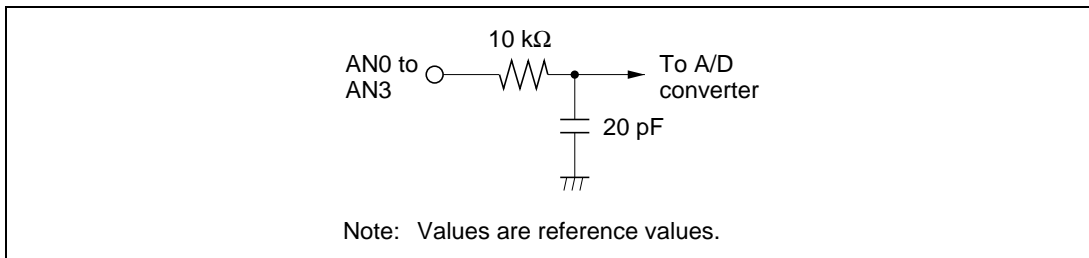 10 kΩ
AN0 to
AN3
To A/D
converter
20 pF
Note: Values are reference values.